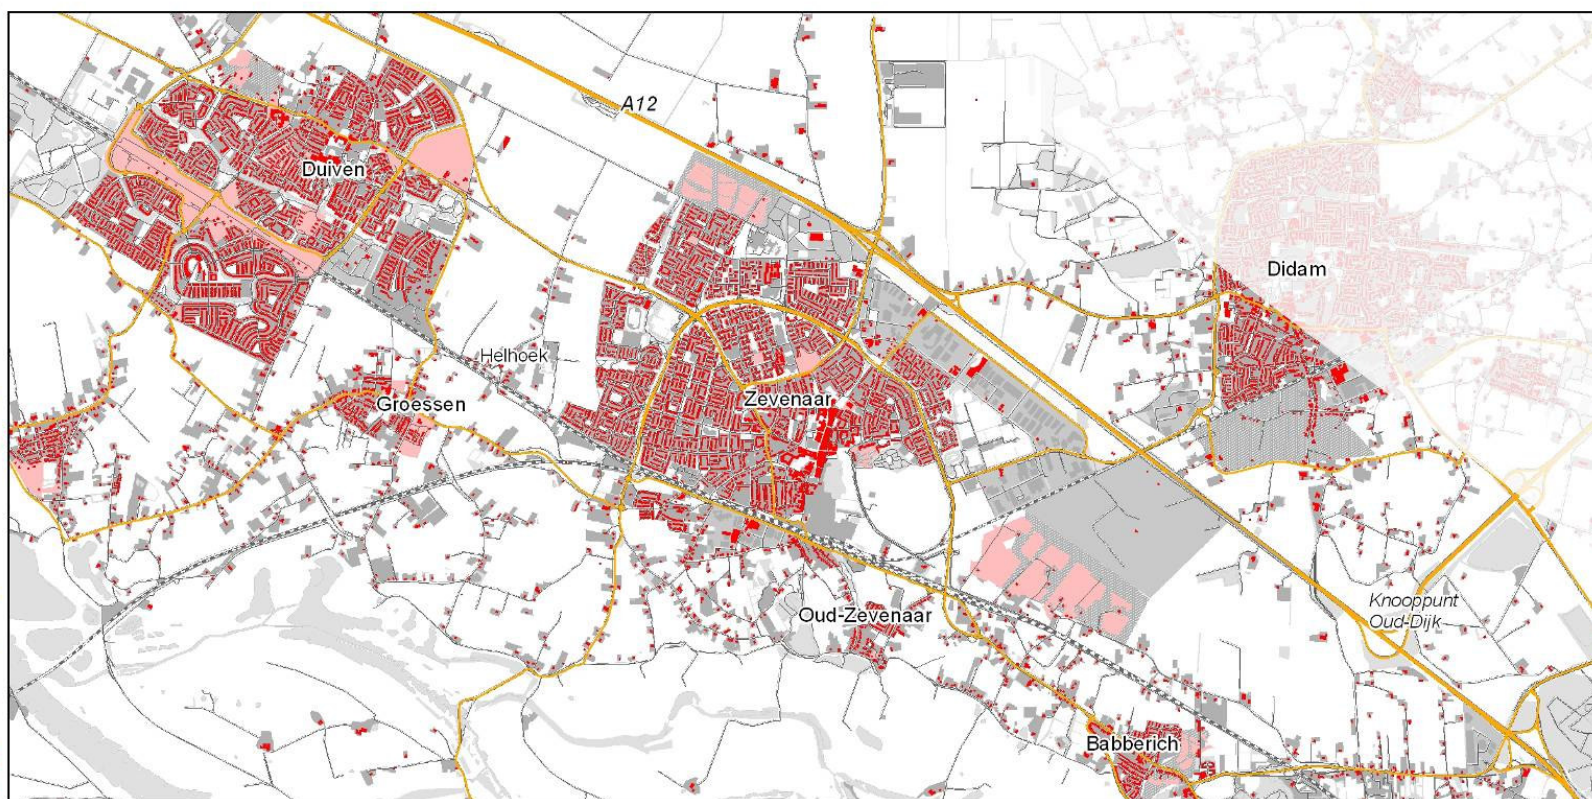 A12
Duiven
Didam
Helhoek
Zevenaar
Groessen
Knooppunt
Oud-Dijk
Oud-Zevenaar
Babberich